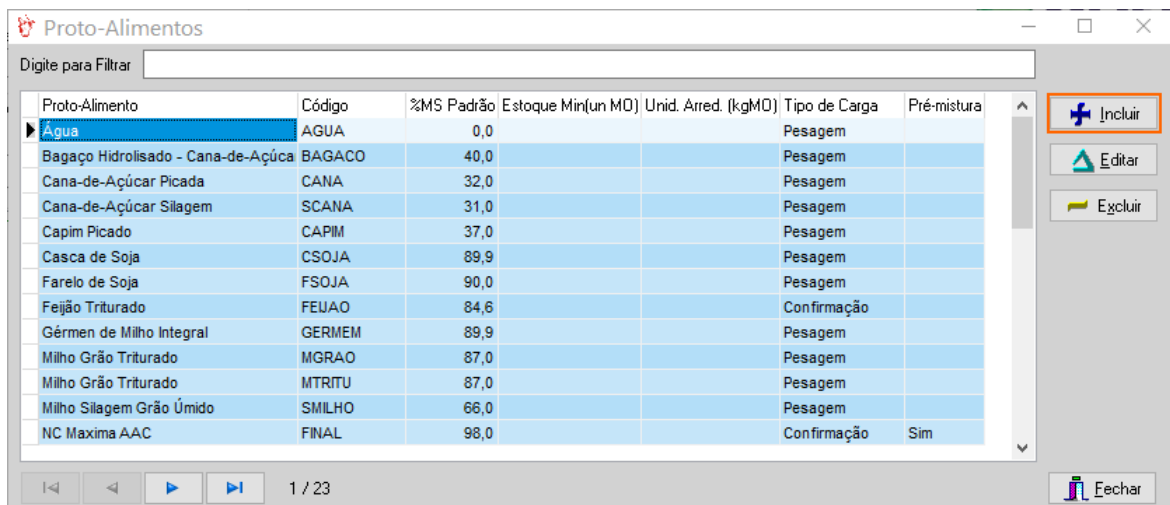 Proto-Alimentos
Digite para Filtrar
Proto-Alimento Código %MS Padrão Estoque Min(un MO) Unid. Arred. (kgMO) Tipo de Carga Pré-mistura
Água AGUA 0,0 Pesagem
Bagaço Hidrolisado - Cana-de-Açúca BAGACO 40,0 Pesagem
Cana-de-Açúcar Picada CANA 32,0 Pesagem
Cana-de-Açúcar Silagem SCANA 31,0 Pesagem
Capim Picado CAPIM 37,0 Pesagem
Casca de Soja CSOJA 89,9 Pesagem
Farelo de Soja FSOJA 90,0 Pesagem
Feijão Triturado FEIJAO 84,6 Confirmação
Gérmen de Milho Integral GERMEM 89,9 Pesagem
Milho Grão Triturado MGRAO 87,0 Pesagem
Milho Grão Triturado MTRITU 87,0 Pesagem
Milho Silagem Grão Úmido SMILHO 66,0 Pesagem
NC Maxima AAC FINAL 98,0 Confirmação Sim
Incluir
Editar
Excluir
1 / 23
Fechar